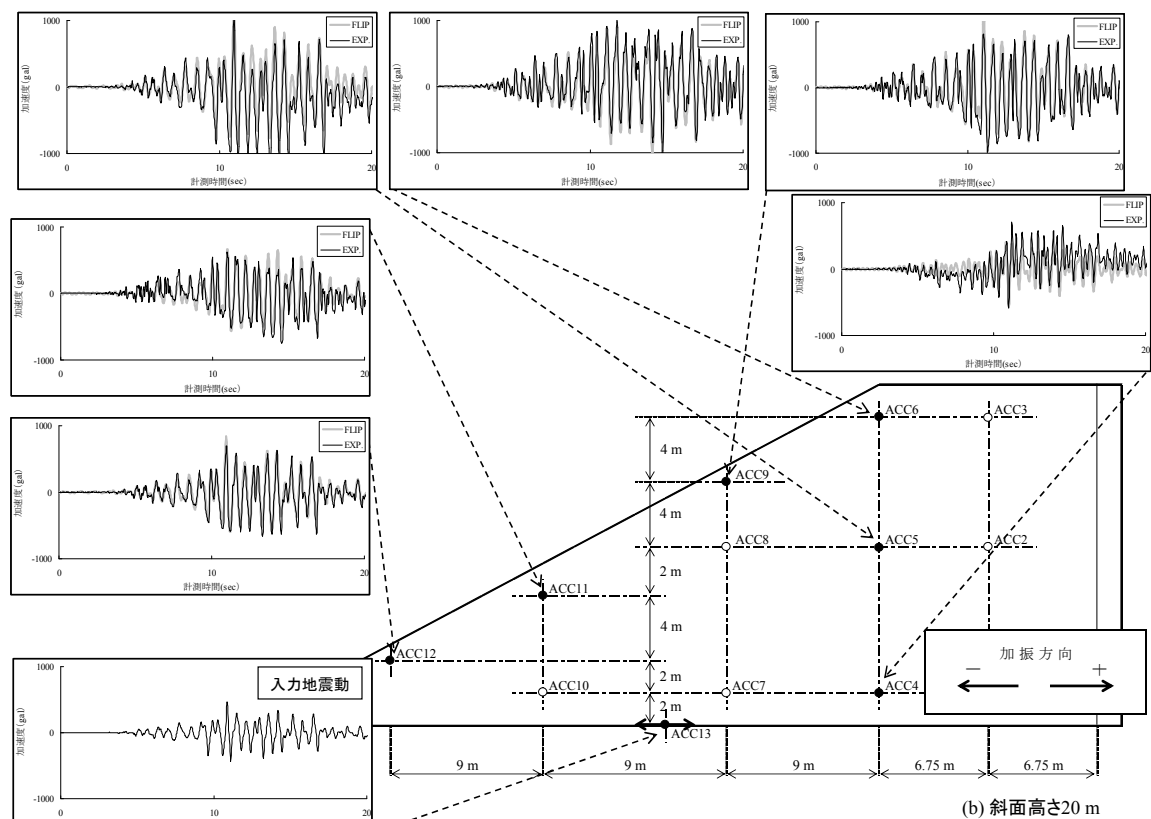 1000
0
-1000
加速度(gal)
0
10
20
計測時間(sec)
FLIP
EXP.
1000
0
-1000
加速度(gal)
0
10
20
計測時間(sec)
FLIP
EXP.
1000
0
-1000
加速度(gal)
0
10
20
計測時間(sec)
FLIP
EXP.
1000
0
-1000
加速度(gal)
0
10
20
計測時間(sec)
FLIP
EXP.
1000
0
-1000
加速度(gal)
0
10
20
計測時間(sec)
FLIP
EXP.
1000
0
-1000
加速度(gal)
0
10
20
計測時間(sec)
FLIP
EXP.
1000
0
-1000
加速度(gal)
0
10
20
計測時間(sec)
入力地震動
ACC6
ACC3
4 m
ACC9
4 m
ACC8
ACC5
ACC2
2 m
ACC11
4 m
ACC12
2 m
ACC10
ACC7
ACC4
2 m
ACC13
加振方向
− +
9 m
9 m
9 m
6.75 m
6.75 m
(b) 斜面高さ20 m